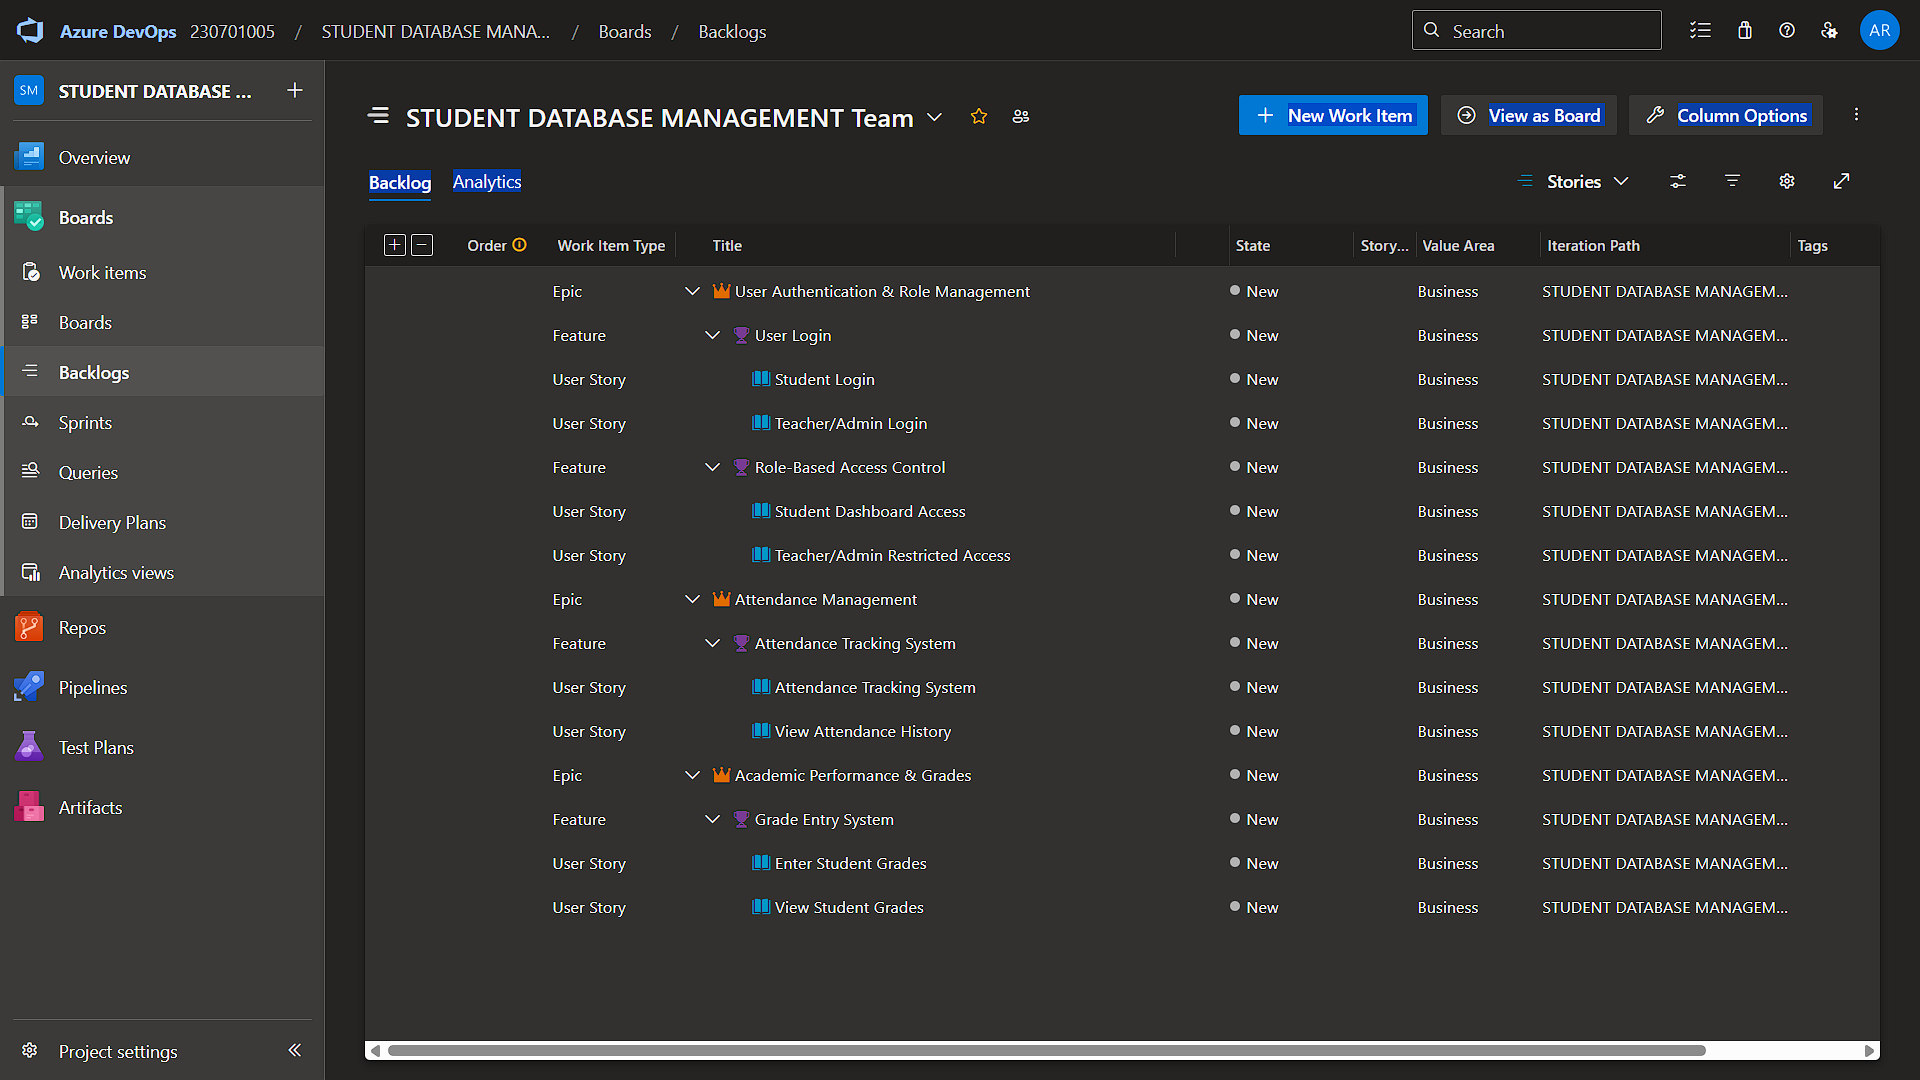 Azure DevOps 230701005 / STUDENT DATABASE MANA... / Boards / Backlogs Search AR
SM STUDENT DATABASE ...
Overview
Boards
Work items
Boards
Backlogs
Sprints
Queries
Delivery Plans
Analytics views
Repos
Pipelines
Test Plans
Artifacts
Project settings
STUDENT DATABASE MANAGEMENT Team New Work Item View as Board Column Options
Backlog Analytics Stories
Order Work Item Type Title State Story... Value Area Iteration Path Tags
Epic User Authentication & Role Management New Business STUDENT DATABASE MANAGEM...
Feature User Login New Business STUDENT DATABASE MANAGEM...
User Story Student Login New Business STUDENT DATABASE MANAGEM...
User Story Teacher/Admin Login New Business STUDENT DATABASE MANAGEM...
Feature Role-Based Access Control New Business STUDENT DATABASE MANAGEM...
User Story Student Dashboard Access New Business STUDENT DATABASE MANAGEM...
User Story Teacher/Admin Restricted Access New Business STUDENT DATABASE MANAGEM...
Epic Attendance Management New Business STUDENT DATABASE MANAGEM...
Feature Attendance Tracking System New Business STUDENT DATABASE MANAGEM...
User Story Attendance Tracking System New Business STUDENT DATABASE MANAGEM...
User Story View Attendance History New Business STUDENT DATABASE MANAGEM...
Epic Academic Performance & Grades New Business STUDENT DATABASE MANAGEM...
Feature Grade Entry System New Business STUDENT DATABASE MANAGEM...
User Story Enter Student Grades New Business STUDENT DATABASE MANAGEM...
User Story View Student Grades New Business STUDENT DATABASE MANAGEM...